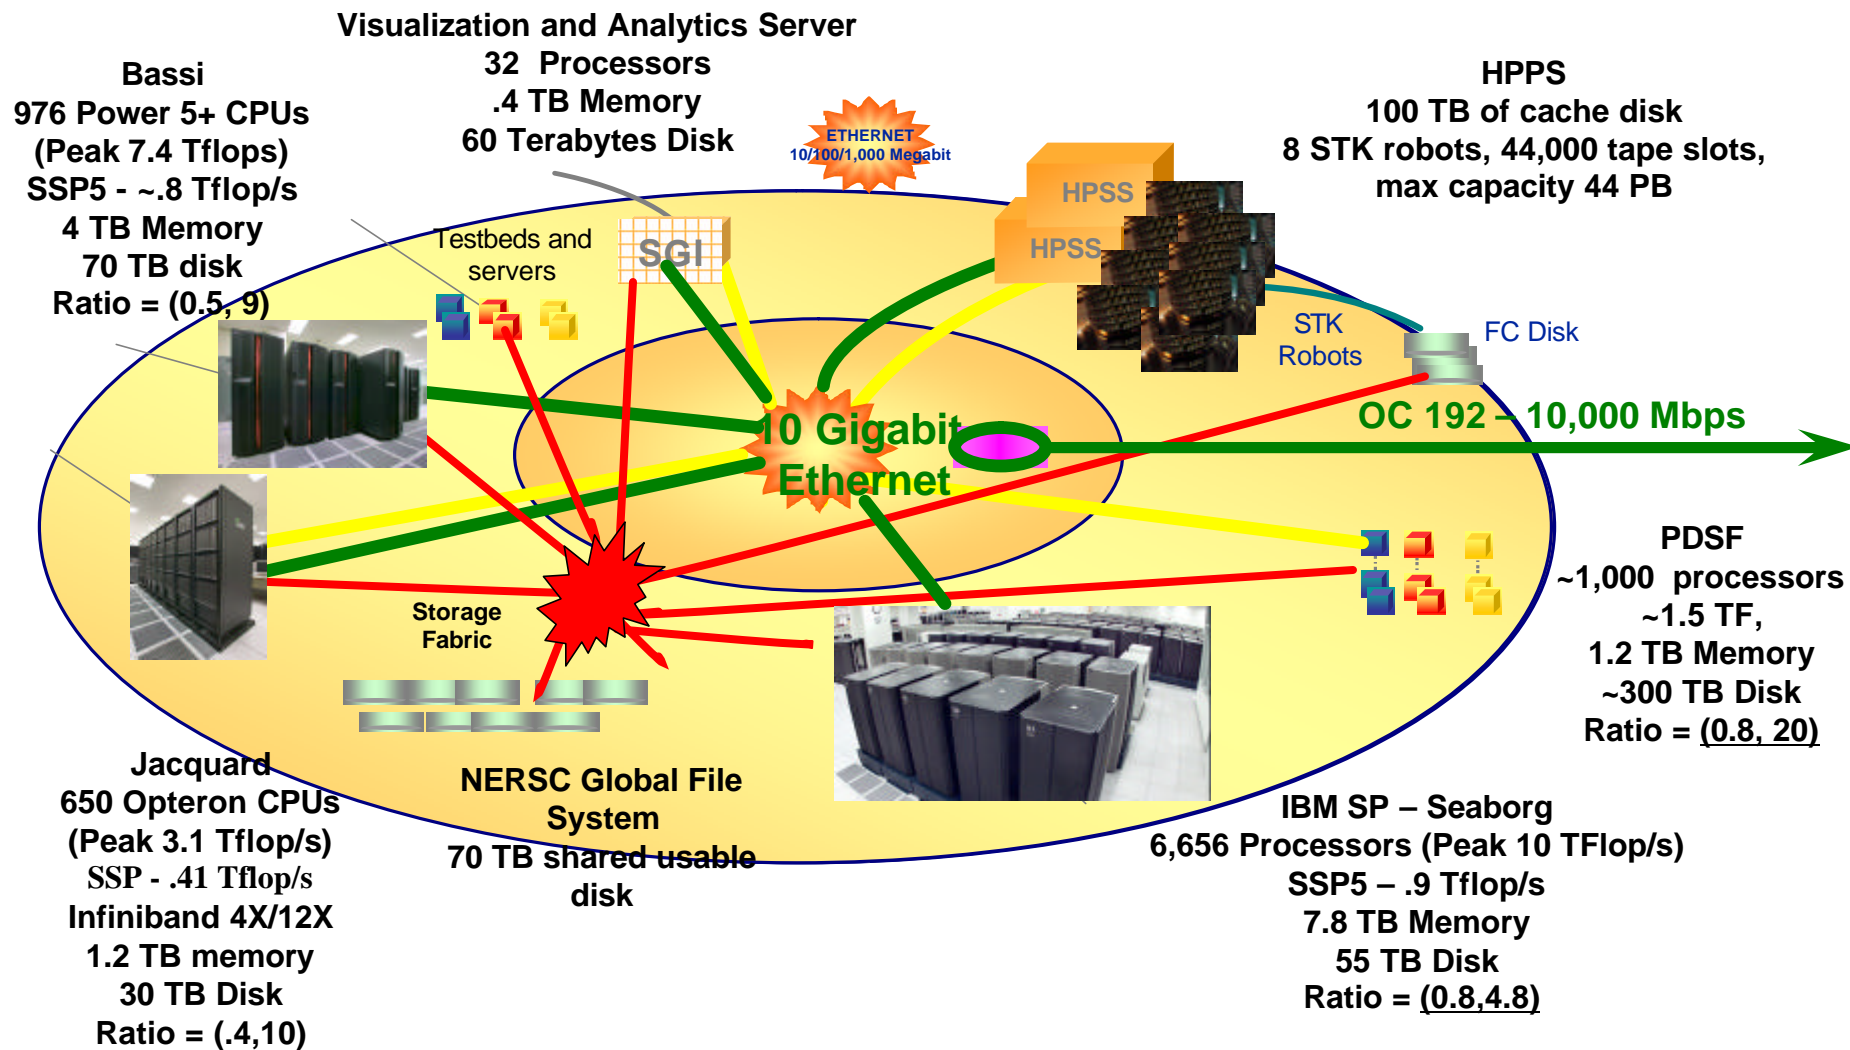 Visualization and Analytics Server
32 Processors
.4 TB Memory
60 Terabytes Disk
Bassi
976 Power 5+ CPUs
(Peak 7.4 Tflops)
SSP5 - ~.8 Tflop/s
4 TB Memory
70 TB disk
Ratio = (0.5, 9)
ETHERNET
10/100/1,000 Megabit
HPPS
100 TB of cache disk
8 STK robots, 44,000 tape slots,
max capacity 44 PB
HPSS
HPSS
Testbeds and
servers
SGI
STK
Robots
FC Disk
OC 192 – 10,000 Mbps
10 Gigabit
Ethernet
PDSF
~1,000 processors
~1.5 TF,
1.2 TB Memory
~300 TB Disk
Ratio = (0.8, 20)
Storage
Fabric
Jacquard
650 Opteron CPUs
(Peak 3.1 Tflop/s)
SSP - .41 Tflop/s
Infiniband 4X/12X
1.2 TB memory
30 TB Disk
Ratio = (.4,10)
NERSC Global File
System
70 TB shared usable
disk
IBM SP – Seaborg
6,656 Processors (Peak 10 TFlop/s)
SSP5 – .9 Tflop/s
7.8 TB Memory
55 TB Disk
Ratio = (0.8,4.8)